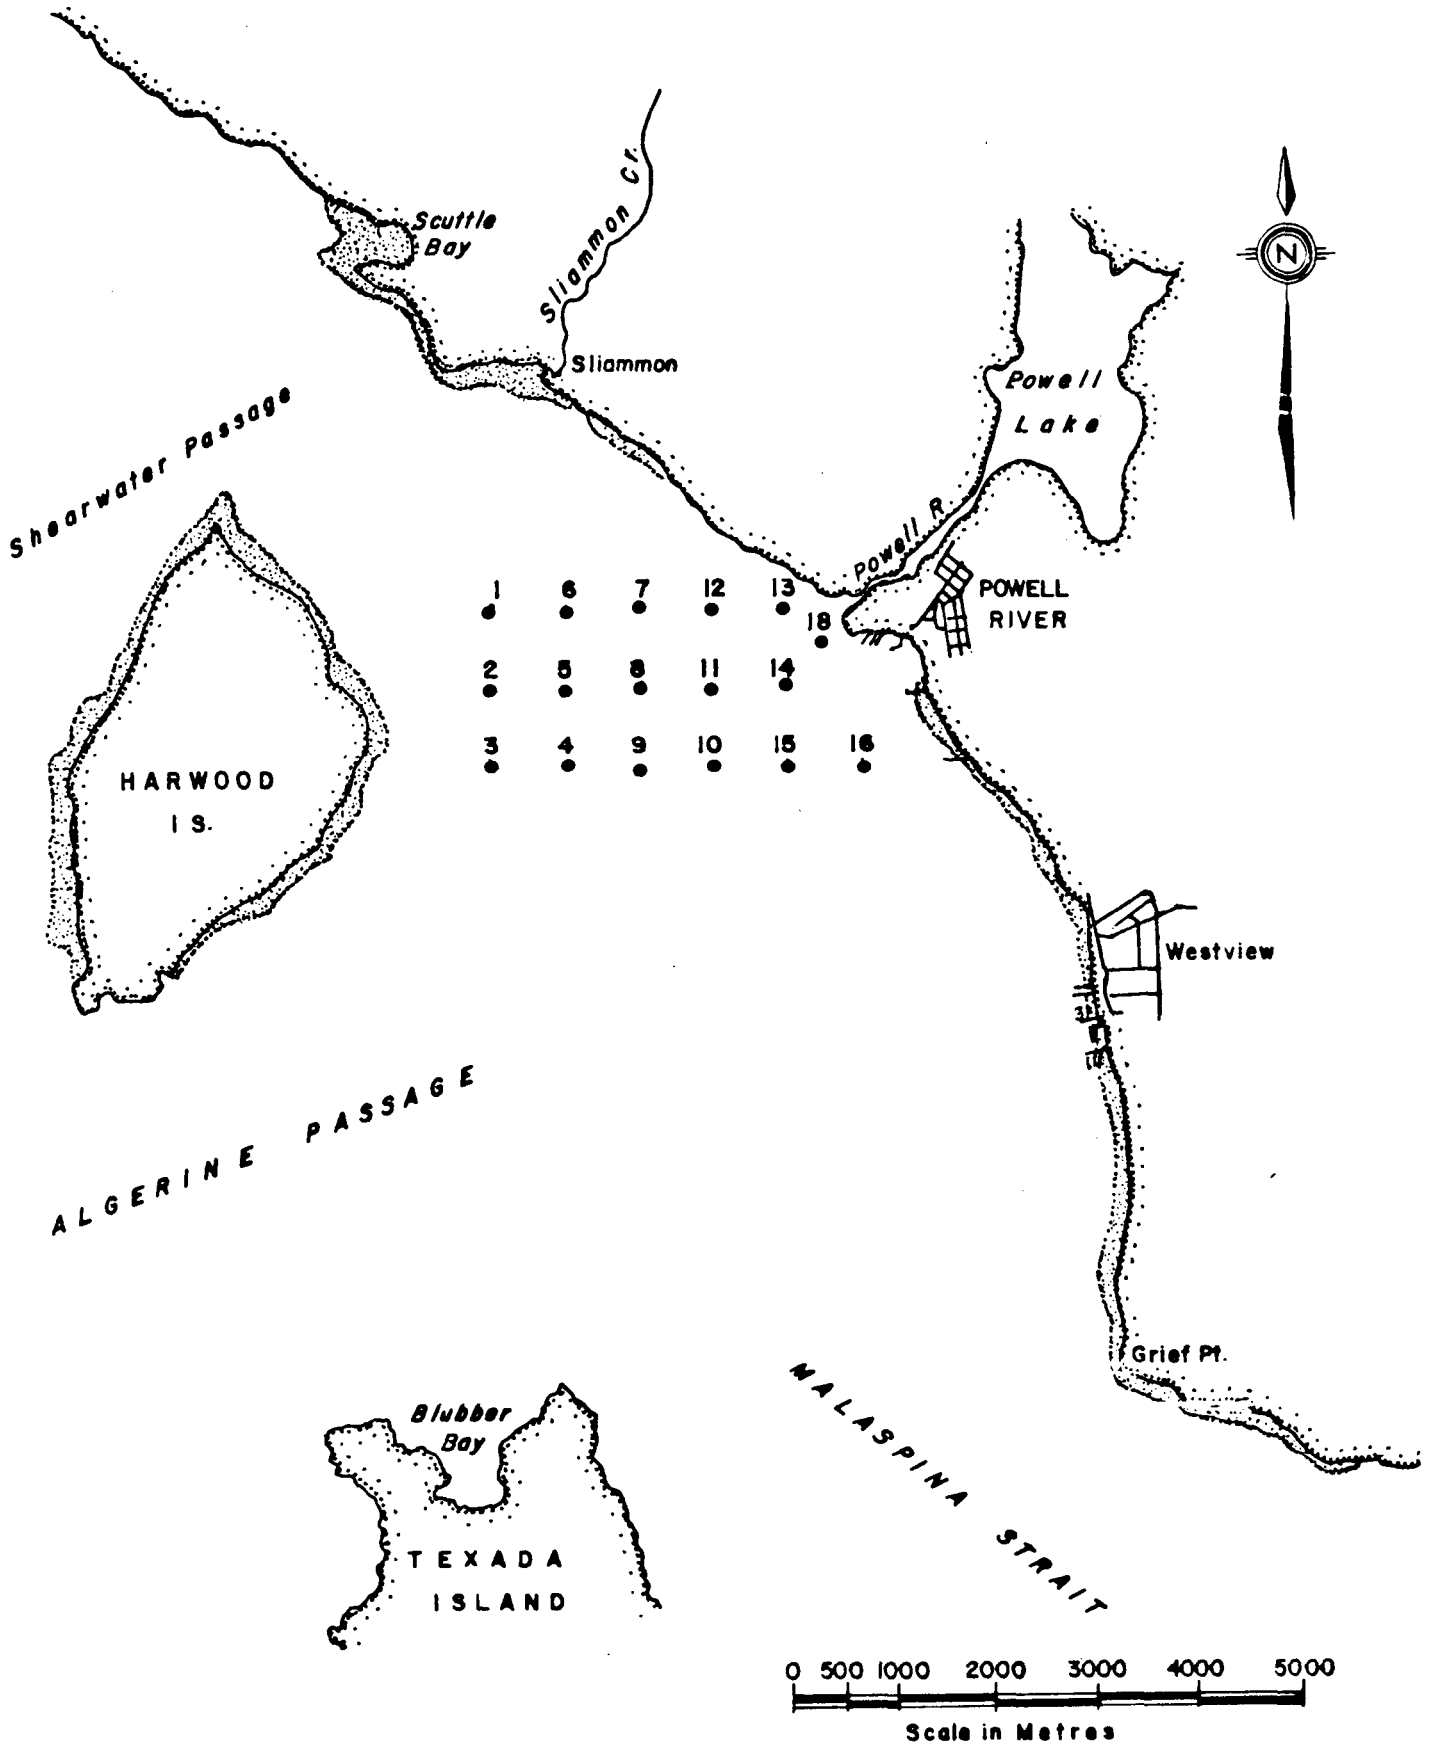 Scuttle
Bay
Sliammon Cr.
Sliammon
N
Powell
Lake
Shearwater Passage
Powell R.
POWELL
RIVER
1 6 7 12 13
18
2 5 8 11 14
3 4 9 10 15 16
HARWOOD
IS.
Westview
ALGERINE PASSAGE
Grief Pt.
MALASPINA STRAIT
Blubber
Bay
TEXADA
ISLAND
0 500 1000 2000 3000 4000 5000
Scale in Metres